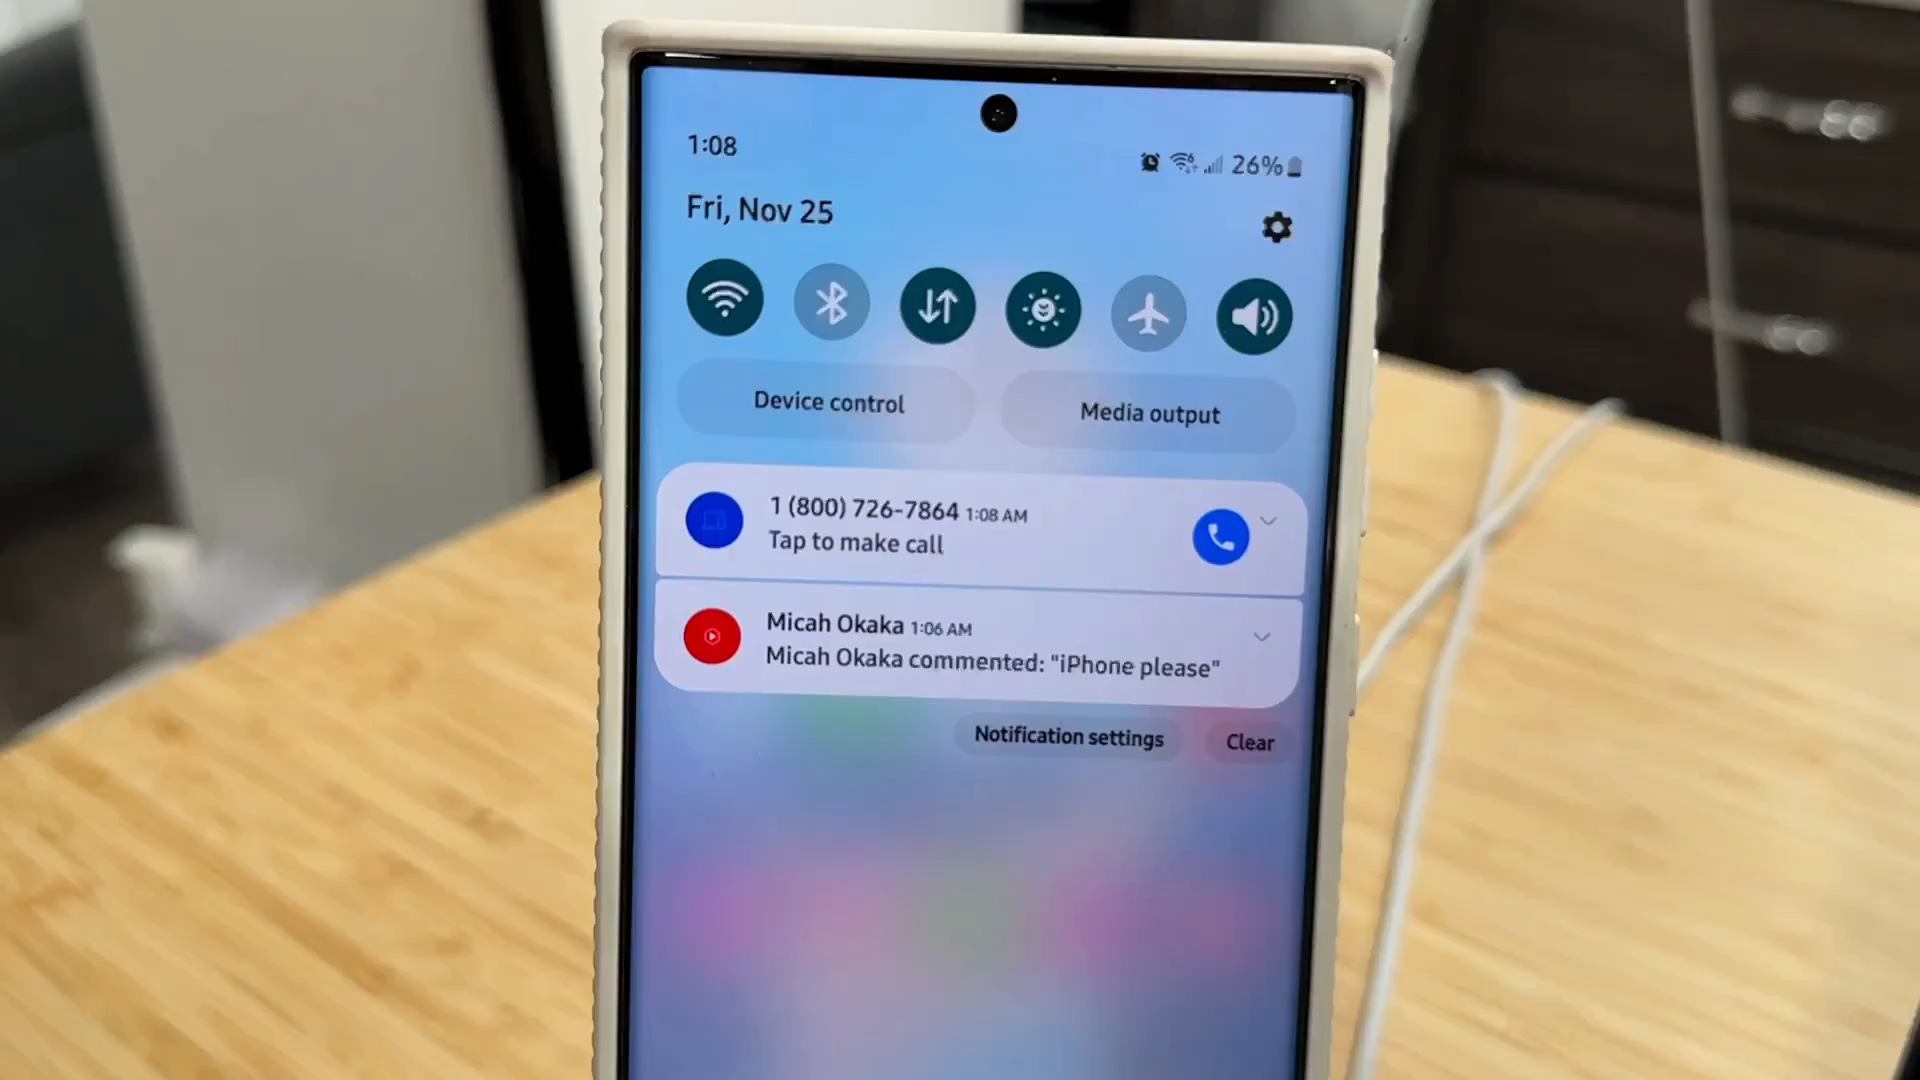 1:08
26%
Fri, Nov 25
Device control
Media output
1 (800) 726-7864 1:08 AM
Tap to make call
Micah Okaka 1:06 AM
Micah Okaka commented: "iPhone please"
Notification settings
Clear